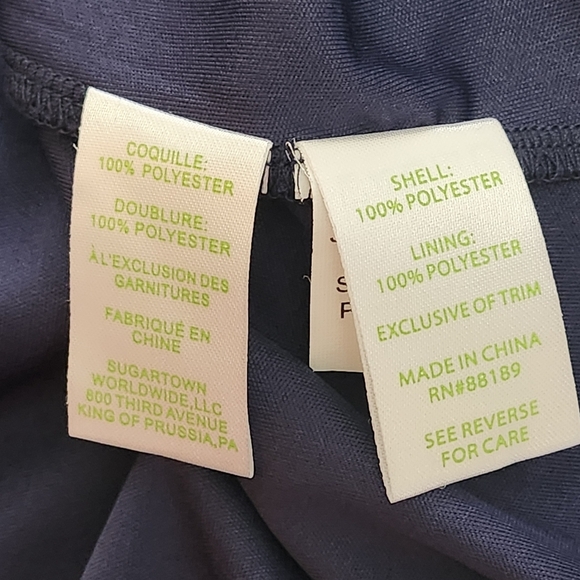 COQUILLE:
100% POLYESTER
DOUBLURE:
100% POLYESTER
À L'EXCLUSION DES
GARNITURES
FABRIQUÉ EN
CHINE
SUGARTOWN
WORLDWIDE,LLC
800 THIRD AVENUE
KING OF PRUSSIA,PA
SHELL:
100% POLYESTER
LINING:
100% POLYESTER
EXCLUSIVE OF TRIM
MADE IN CHINA
RN#88189
SEE REVERSE
FOR CARE